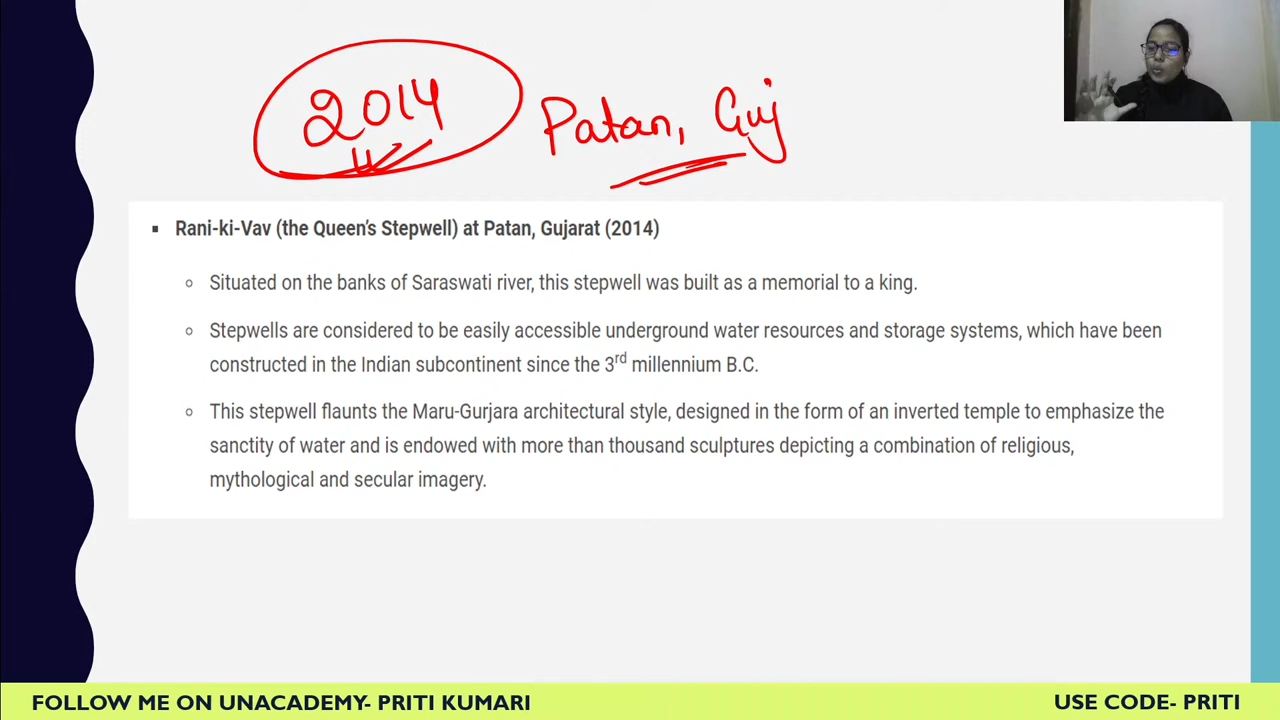 2014 Patan, Guj
▪ Rani-ki-Vav (the Queen's Stepwell) at Patan, Gujarat (2014)
○ Situated on the banks of Saraswati river, this stepwell was built as a memorial to a king.
○ Stepwells are considered to be easily accessible underground water resources and storage systems, which have been
constructed in the Indian subcontinent since the 3rd millennium B.C.
○ This stepwell flaunts the Maru-Gurjara architectural style, designed in the form of an inverted temple to emphasize the
sanctity of water and is endowed with more than thousand sculptures depicting a combination of religious,
mythological and secular imagery.
FOLLOW ME ON UNACADEMY- PRITI KUMARI
USE CODE- PRITI